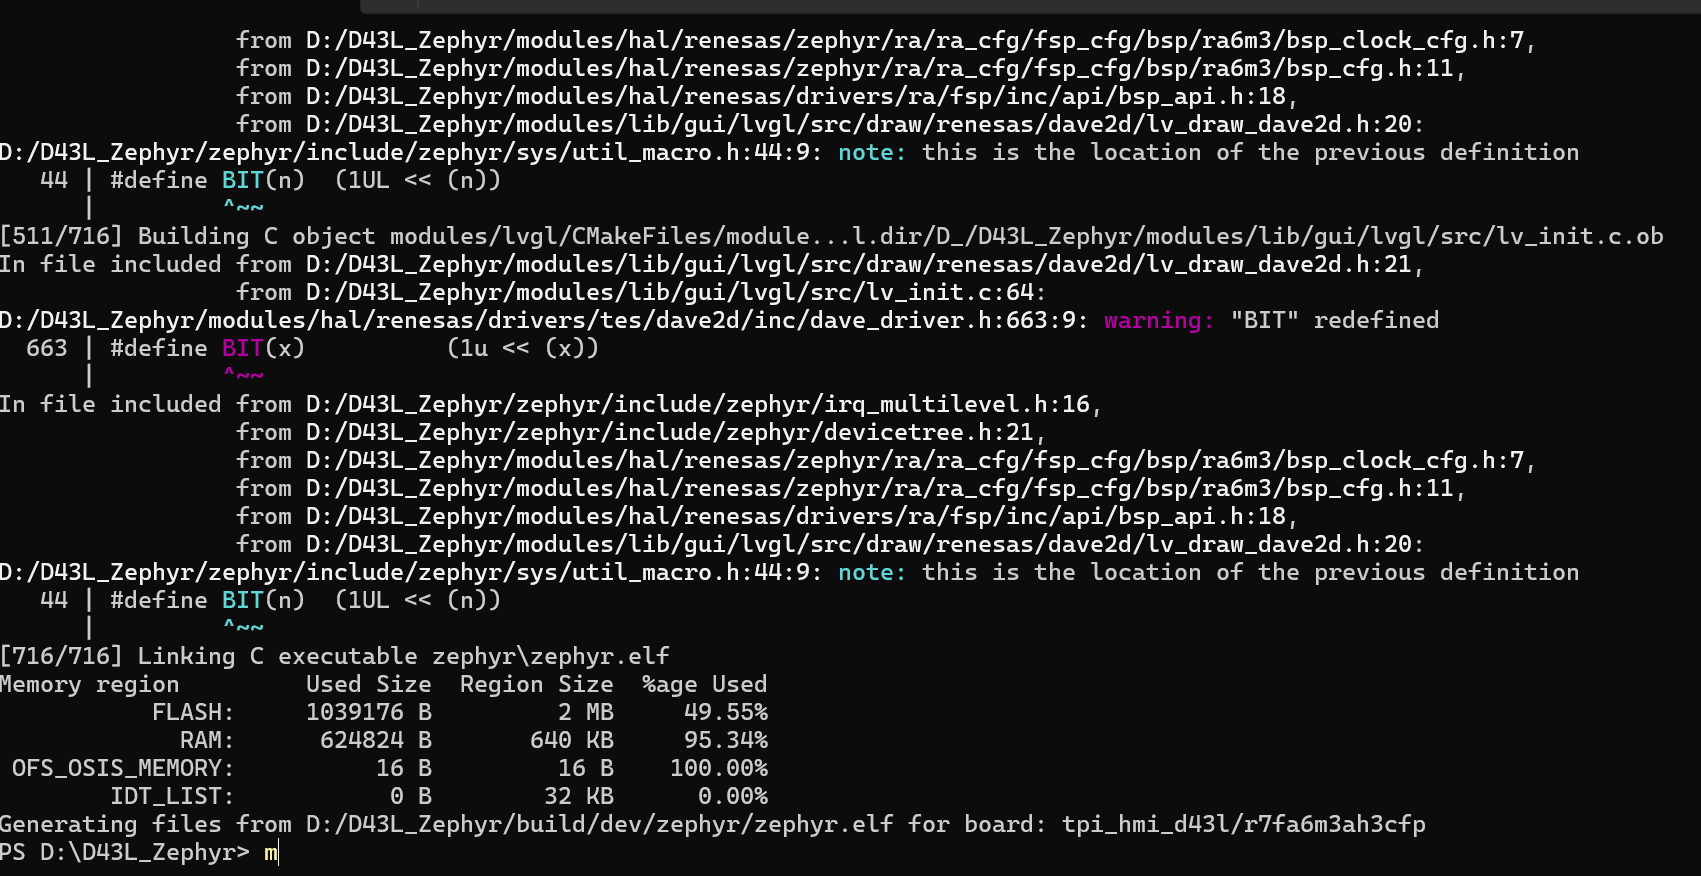 from D:/D43L_Zephyr/modules/hal/renesas/zephyr/ra/ra_cfg/fsp_cfg/bsp/ra6m3/bsp_clock_cfg.h:7,
from D:/D43L_Zephyr/modules/hal/renesas/zephyr/ra/ra_cfg/fsp_cfg/bsp/ra6m3/bsp_cfg.h:11,
from D:/D43L_Zephyr/modules/hal/renesas/drivers/ra/fsp/inc/api/bsp_api.h:18,
from D:/D43L_Zephyr/modules/lib/gui/lvgl/src/draw/renesas/dave2d/lv_draw_dave2d.h:20:
D:/D43L_Zephyr/zephyr/include/zephyr/sys/util_macro.h:44:9: note: this is the location of the previous definition
44 | #define BIT(n)  (1UL << (n))
| ^~~
[511/716] Building C object modules/lvgl/CMakeFiles/module...l.dir/D_/D43L_Zephyr/modules/lib/gui/lvgl/src/lv_init.c.ob
In file included from D:/D43L_Zephyr/modules/lib/gui/lvgl/src/draw/renesas/dave2d/lv_draw_dave2d.h:21,
from D:/D43L_Zephyr/modules/lib/gui/lvgl/src/lv_init.c:64:
D:/D43L_Zephyr/modules/hal/renesas/drivers/tes/dave2d/inc/dave_driver.h:663:9: warning: "BIT" redefined
663 | #define BIT(x)          (1u << (x))
| ^~~
In file included from D:/D43L_Zephyr/zephyr/include/zephyr/irq_multilevel.h:16,
from D:/D43L_Zephyr/zephyr/include/zephyr/devicetree.h:21,
from D:/D43L_Zephyr/modules/hal/renesas/zephyr/ra/ra_cfg/fsp_cfg/bsp/ra6m3/bsp_clock_cfg.h:7,
from D:/D43L_Zephyr/modules/hal/renesas/zephyr/ra/ra_cfg/fsp_cfg/bsp/ra6m3/bsp_cfg.h:11,
from D:/D43L_Zephyr/modules/hal/renesas/drivers/ra/fsp/inc/api/bsp_api.h:18,
from D:/D43L_Zephyr/modules/lib/gui/lvgl/src/draw/renesas/dave2d/lv_draw_dave2d.h:20:
D:/D43L_Zephyr/zephyr/include/zephyr/sys/util_macro.h:44:9: note: this is the location of the previous definition
44 | #define BIT(n)  (1UL << (n))
| ^~~
[716/716] Linking C executable zephyr\zephyr.elf
Memory region         Used Size  Region Size  %age Used
FLASH:     1039176 B         2 MB     49.55%
RAM:      624824 B       640 KB     95.34%
OFS_OSIS_MEMORY:          16 B         16 B    100.00%
IDT_LIST:           0 B        32 KB      0.00%
Generating files from D:/D43L_Zephyr/build/dev/zephyr/zephyr.elf for board: tpi_hmi_d43l/r7fa6m3ah3cfp
PS D:\D43L_Zephyr> m